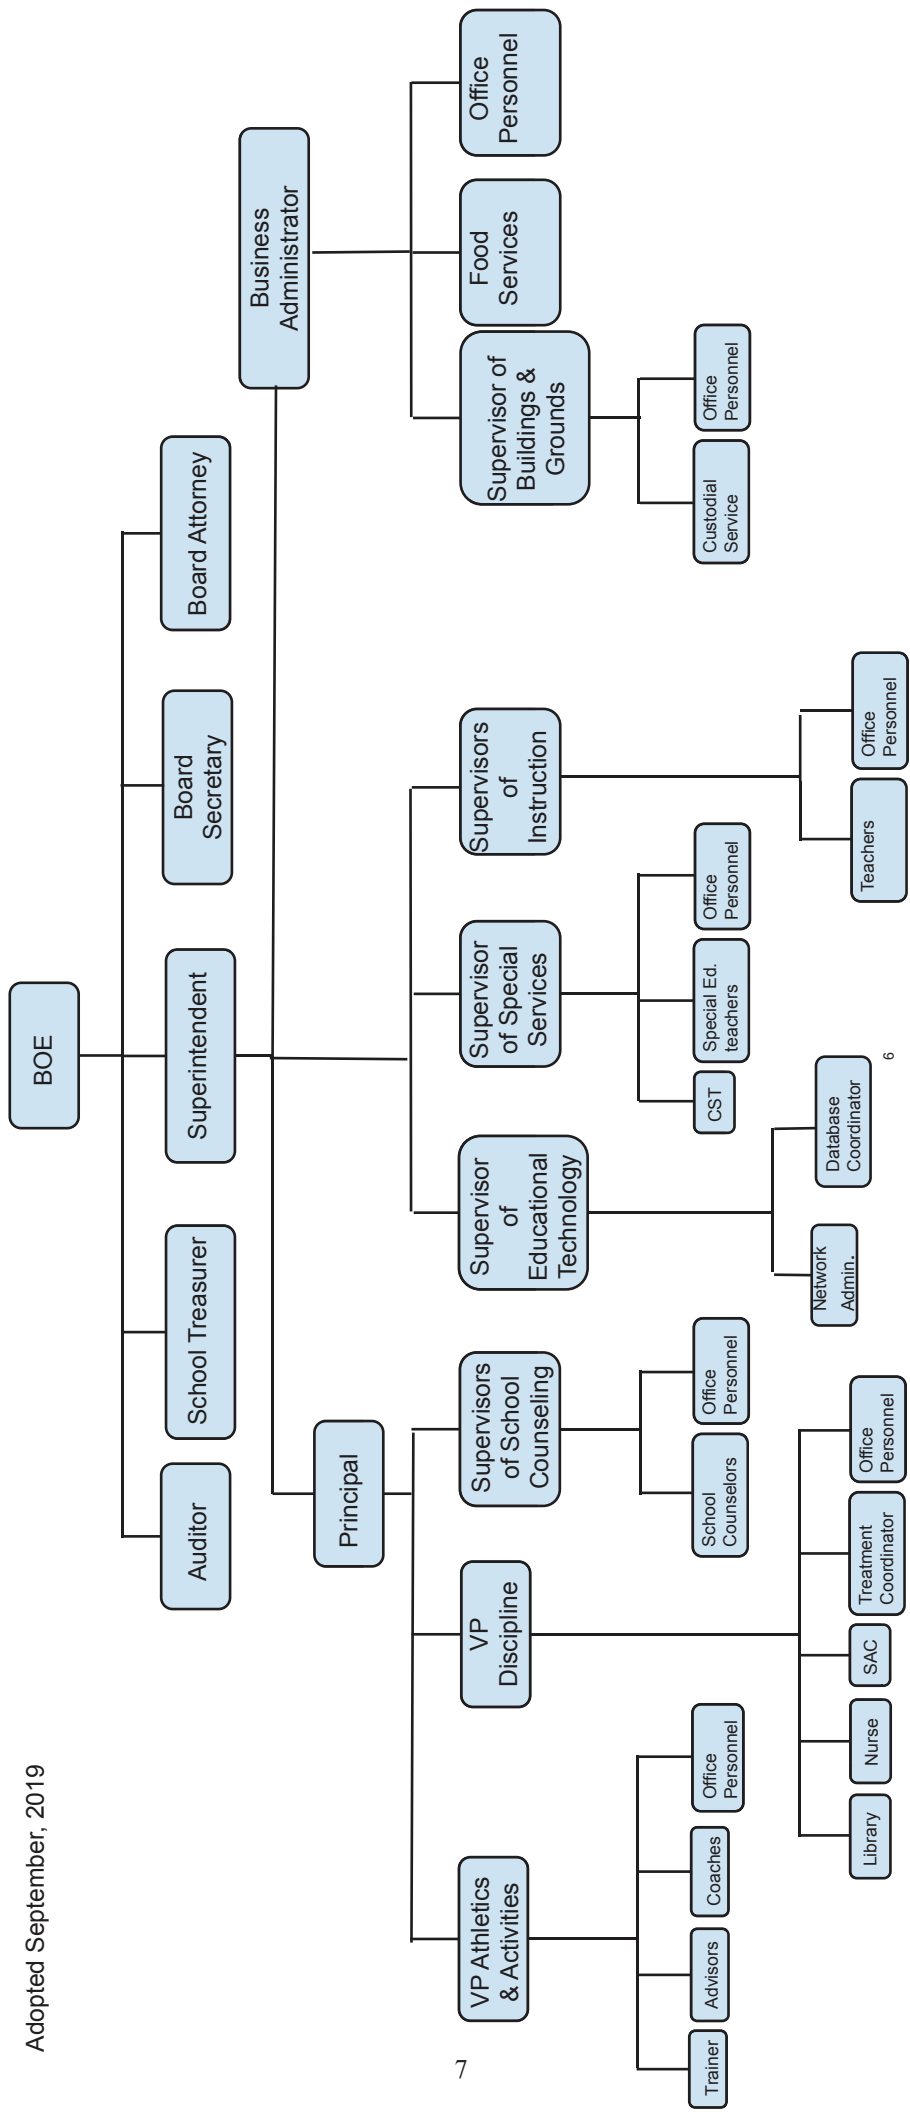 Adopted September, 2019
BOE
Auditor
School Treasurer
Superintendent
Board
Secretary
Board Attorney
Principal
Business
Administrator
VP Athletics
& Activities
VP
Discipline
Supervisors
of School
Counseling
Supervisor
of
Educational
Technology
Supervisor
of Special
Services
Supervisors
of
Instruction
Supervisor of
Buildings &
Grounds
Food
Services
Office
Personnel
Trainer
Advisors
Coaches
Office
Personnel
School
Counselors
Office
Personnel
CST
Special Ed.
teachers
Office
Personnel
Custodial
Service
Office
Personnel
Library
Nurse
SAC
Treatment
Coordinator
Office
Personnel
Network
Admin.
Database
Coordinator
Teachers
Office
Personnel
6
7